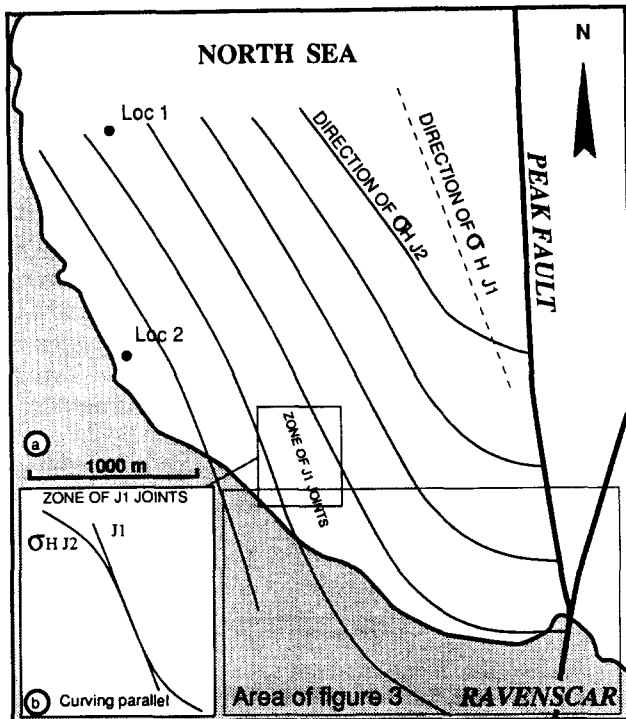 NORTH SEA
N
Loc 1
DIRECTION OF σH J2
DIRECTION OF σH J1
PEAK FAULT
Loc 2
a
1000 m
ZONE OF J1 JOINTS
ZONE OF J1 JOINTS
σH J2
J1
b
Curving parallel
Area of figure 3
RAVENSCAR